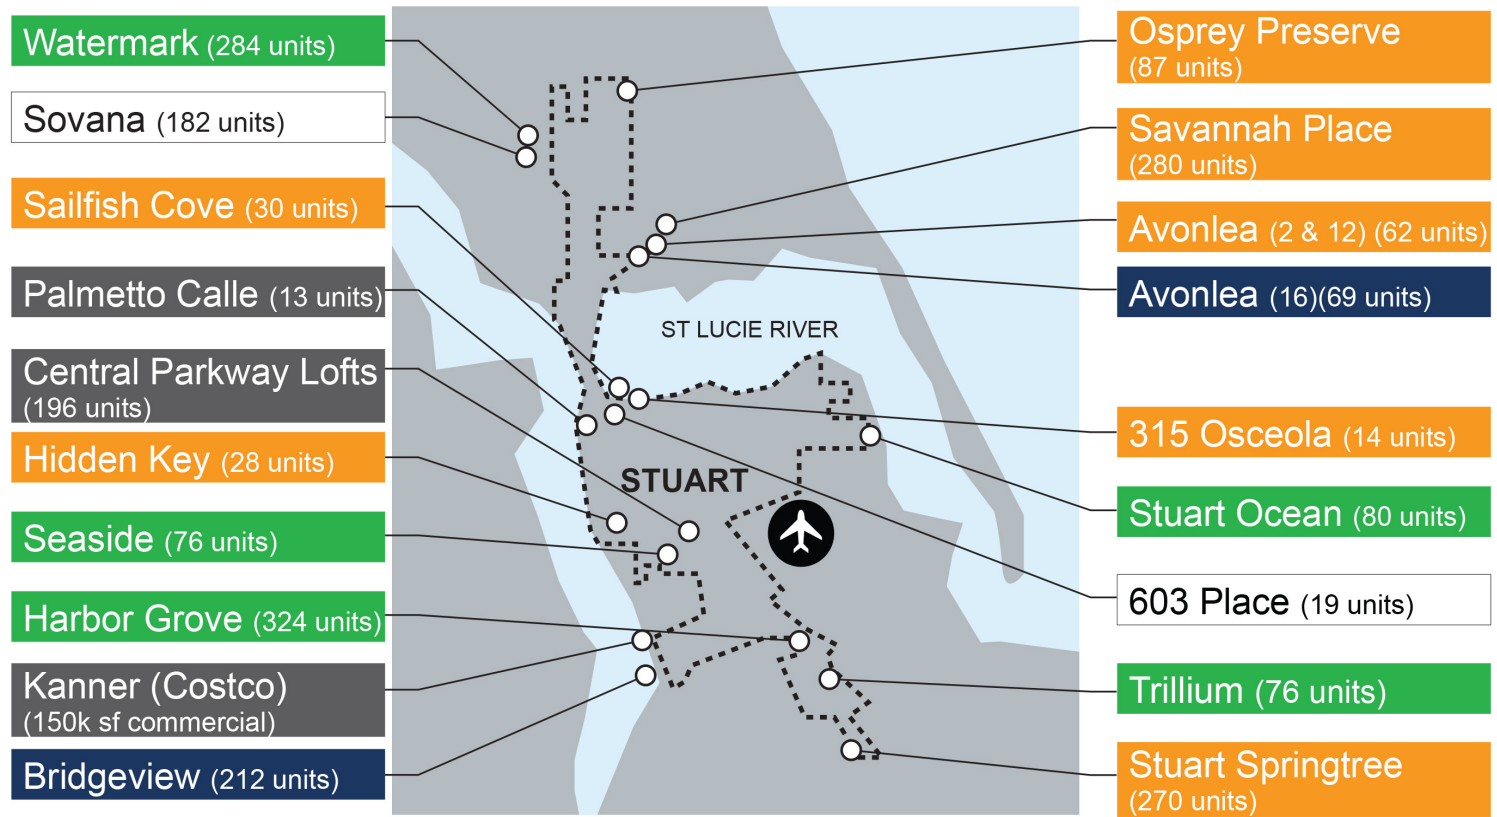 Watermark (284 units)
Sovana (182 units)
Sailfish Cove (30 units)
Palmetto Calle (13 units)
Central Parkway Lofts
(196 units)
Hidden Key (28 units)
Seaside (76 units)
Harbor Grove (324 units)
Kanner (Costco)
(150k sf commercial)
Bridgeview (212 units)
ST LUCIE RIVER
STUART
Osprey Preserve
(87 units)
Savannah Place
(280 units)
Avonlea (2 & 12) (62 units)
Avonlea (16)(69 units)
315 Osceola (14 units)
Stuart Ocean (80 units)
603 Place (19 units)
Trillium (76 units)
Stuart Springtree
(270 units)